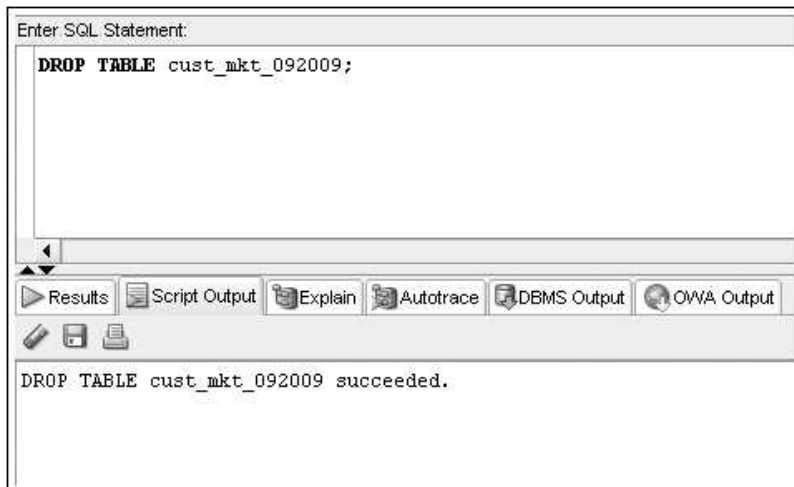 Enter SQL Statement:
DROP TABLE cust_mkt_092009;
Results Script Output Explain Autotrace DBMS Output OWA Output
DROP TABLE cust_mkt_092009 succeeded.